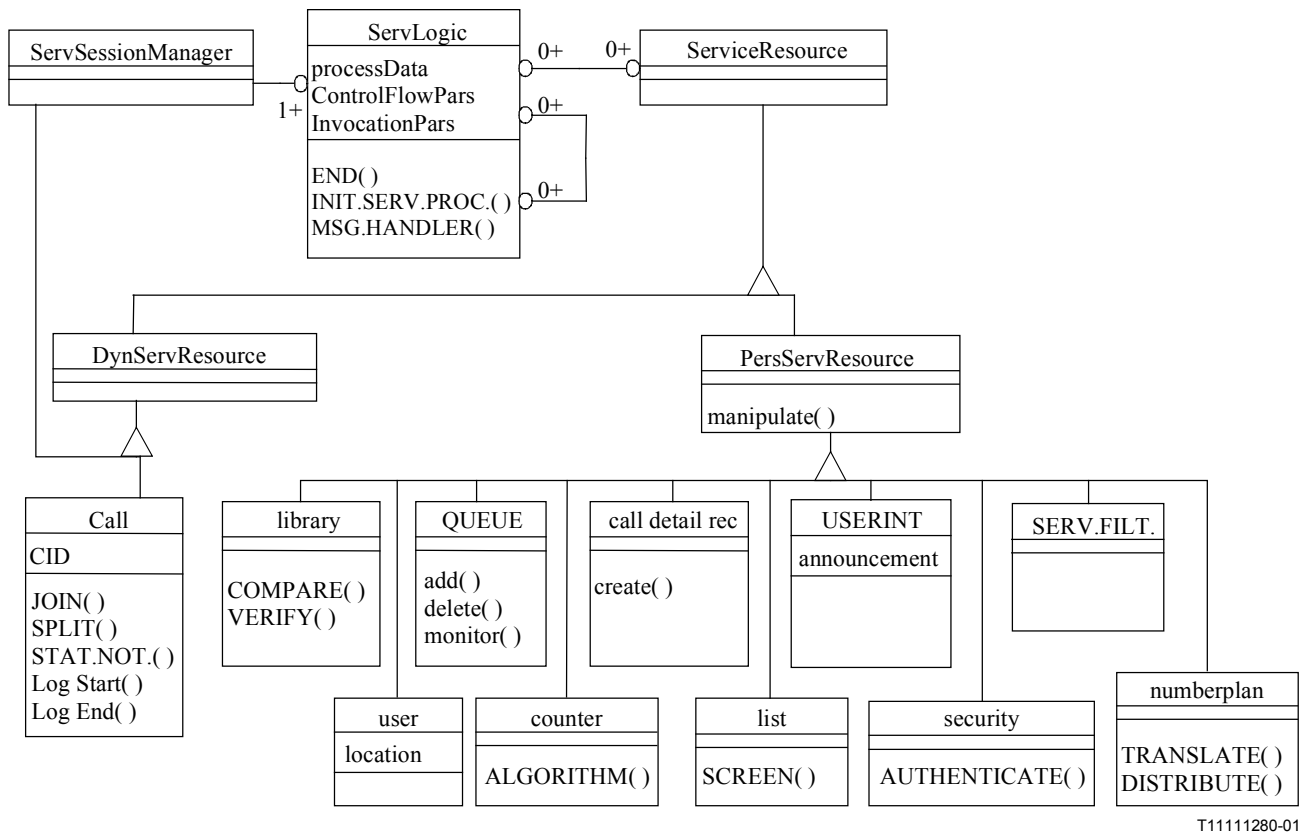 ServSessionManager
1+
ServLogic
processData
ControlFlowPars
InvocationPars
END( )
INIT.SERV.PROC.( )
MSG.HANDLER( )
0+
0+
0+
0+
ServiceResource
DynServResource
PersServResource
manipulate( )
Call
CID
JOIN( )
SPLIT( )
STAT.NOT.( )
Log Start( )
Log End( )
library
COMPARE( )
VERIFY( )
QUEUE
add( )
delete( )
monitor( )
call detail rec
create( )
USERINT
announcement
SERV.FILT.
user
location
counter
ALGORITHM( )
list
SCREEN( )
security
AUTHENTICATE( )
numberplan
TRANSLATE( )
DISTRIBUTE( )
T11111280-01